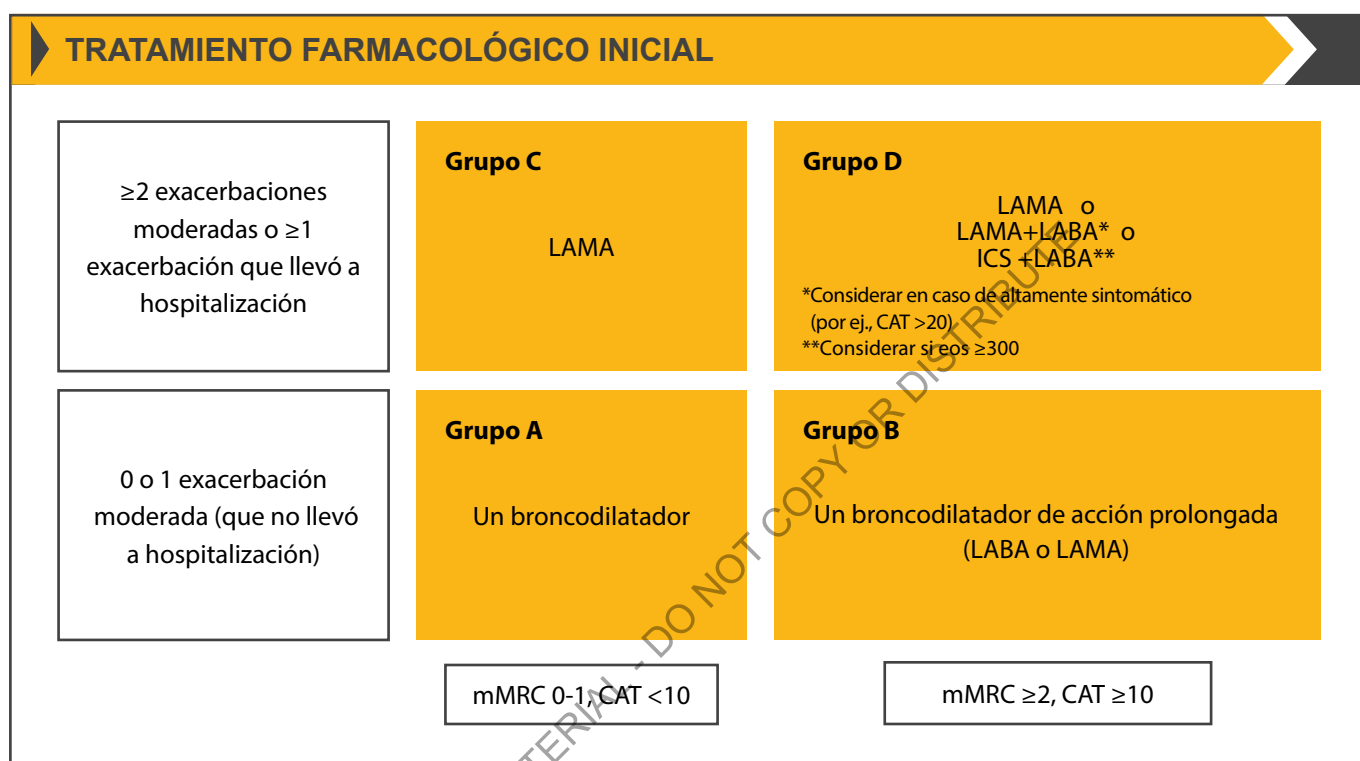 TRATAMIENTO FARMACOLÓGICO INICIAL
≥2 exacerbaciones
moderadas o ≥1
exacerbación que llevó a
hospitalización
Grupo C
LAMA
Grupo D
LAMA o
LAMA+LABA* o
ICS +LABA**
*Considerar en caso de altamente sintomático
(por ej., CAT >20)
**Considerar si eos ≥300
0 o 1 exacerbación
moderada (que no llevó
a hospitalización)
Grupo A
Un broncodilatador
Grupo B
Un broncodilatador de acción prolongada
(LABA o LAMA)
mMRC 0-1, CAT <10
mMRC ≥2, CAT ≥10
TERIAL - DO NOT COPY OR DISTRIBUTE